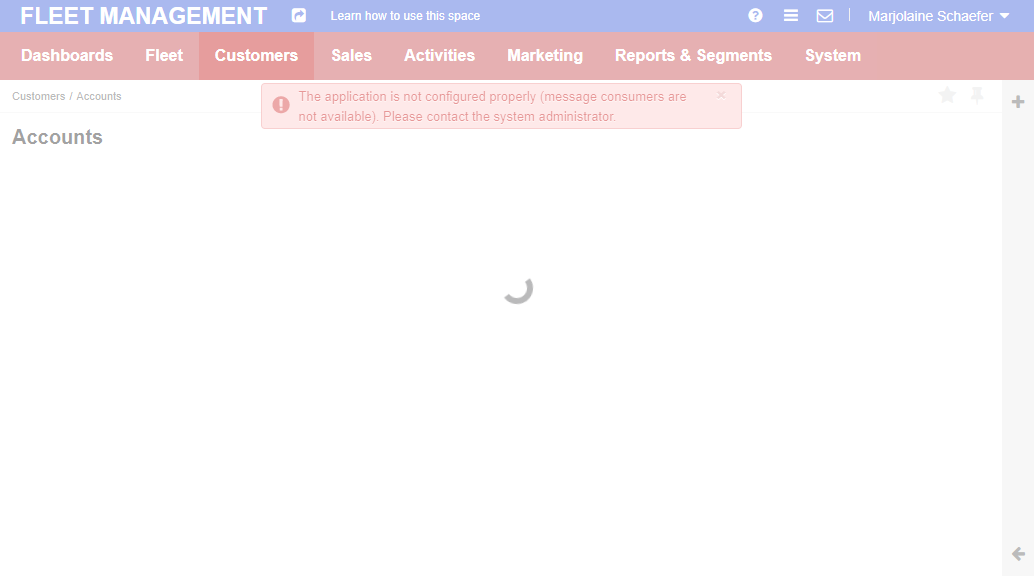 FLEET MANAGEMENT
Learn how to use this space
Marjolaine Schaefer
Dashboards
Fleet
Customers
Sales
Activities
Marketing
Reports & Segments
System
Customers / Accounts
The application is not configured properly (message consumers are
not available). Please contact the system administrator.
Accounts